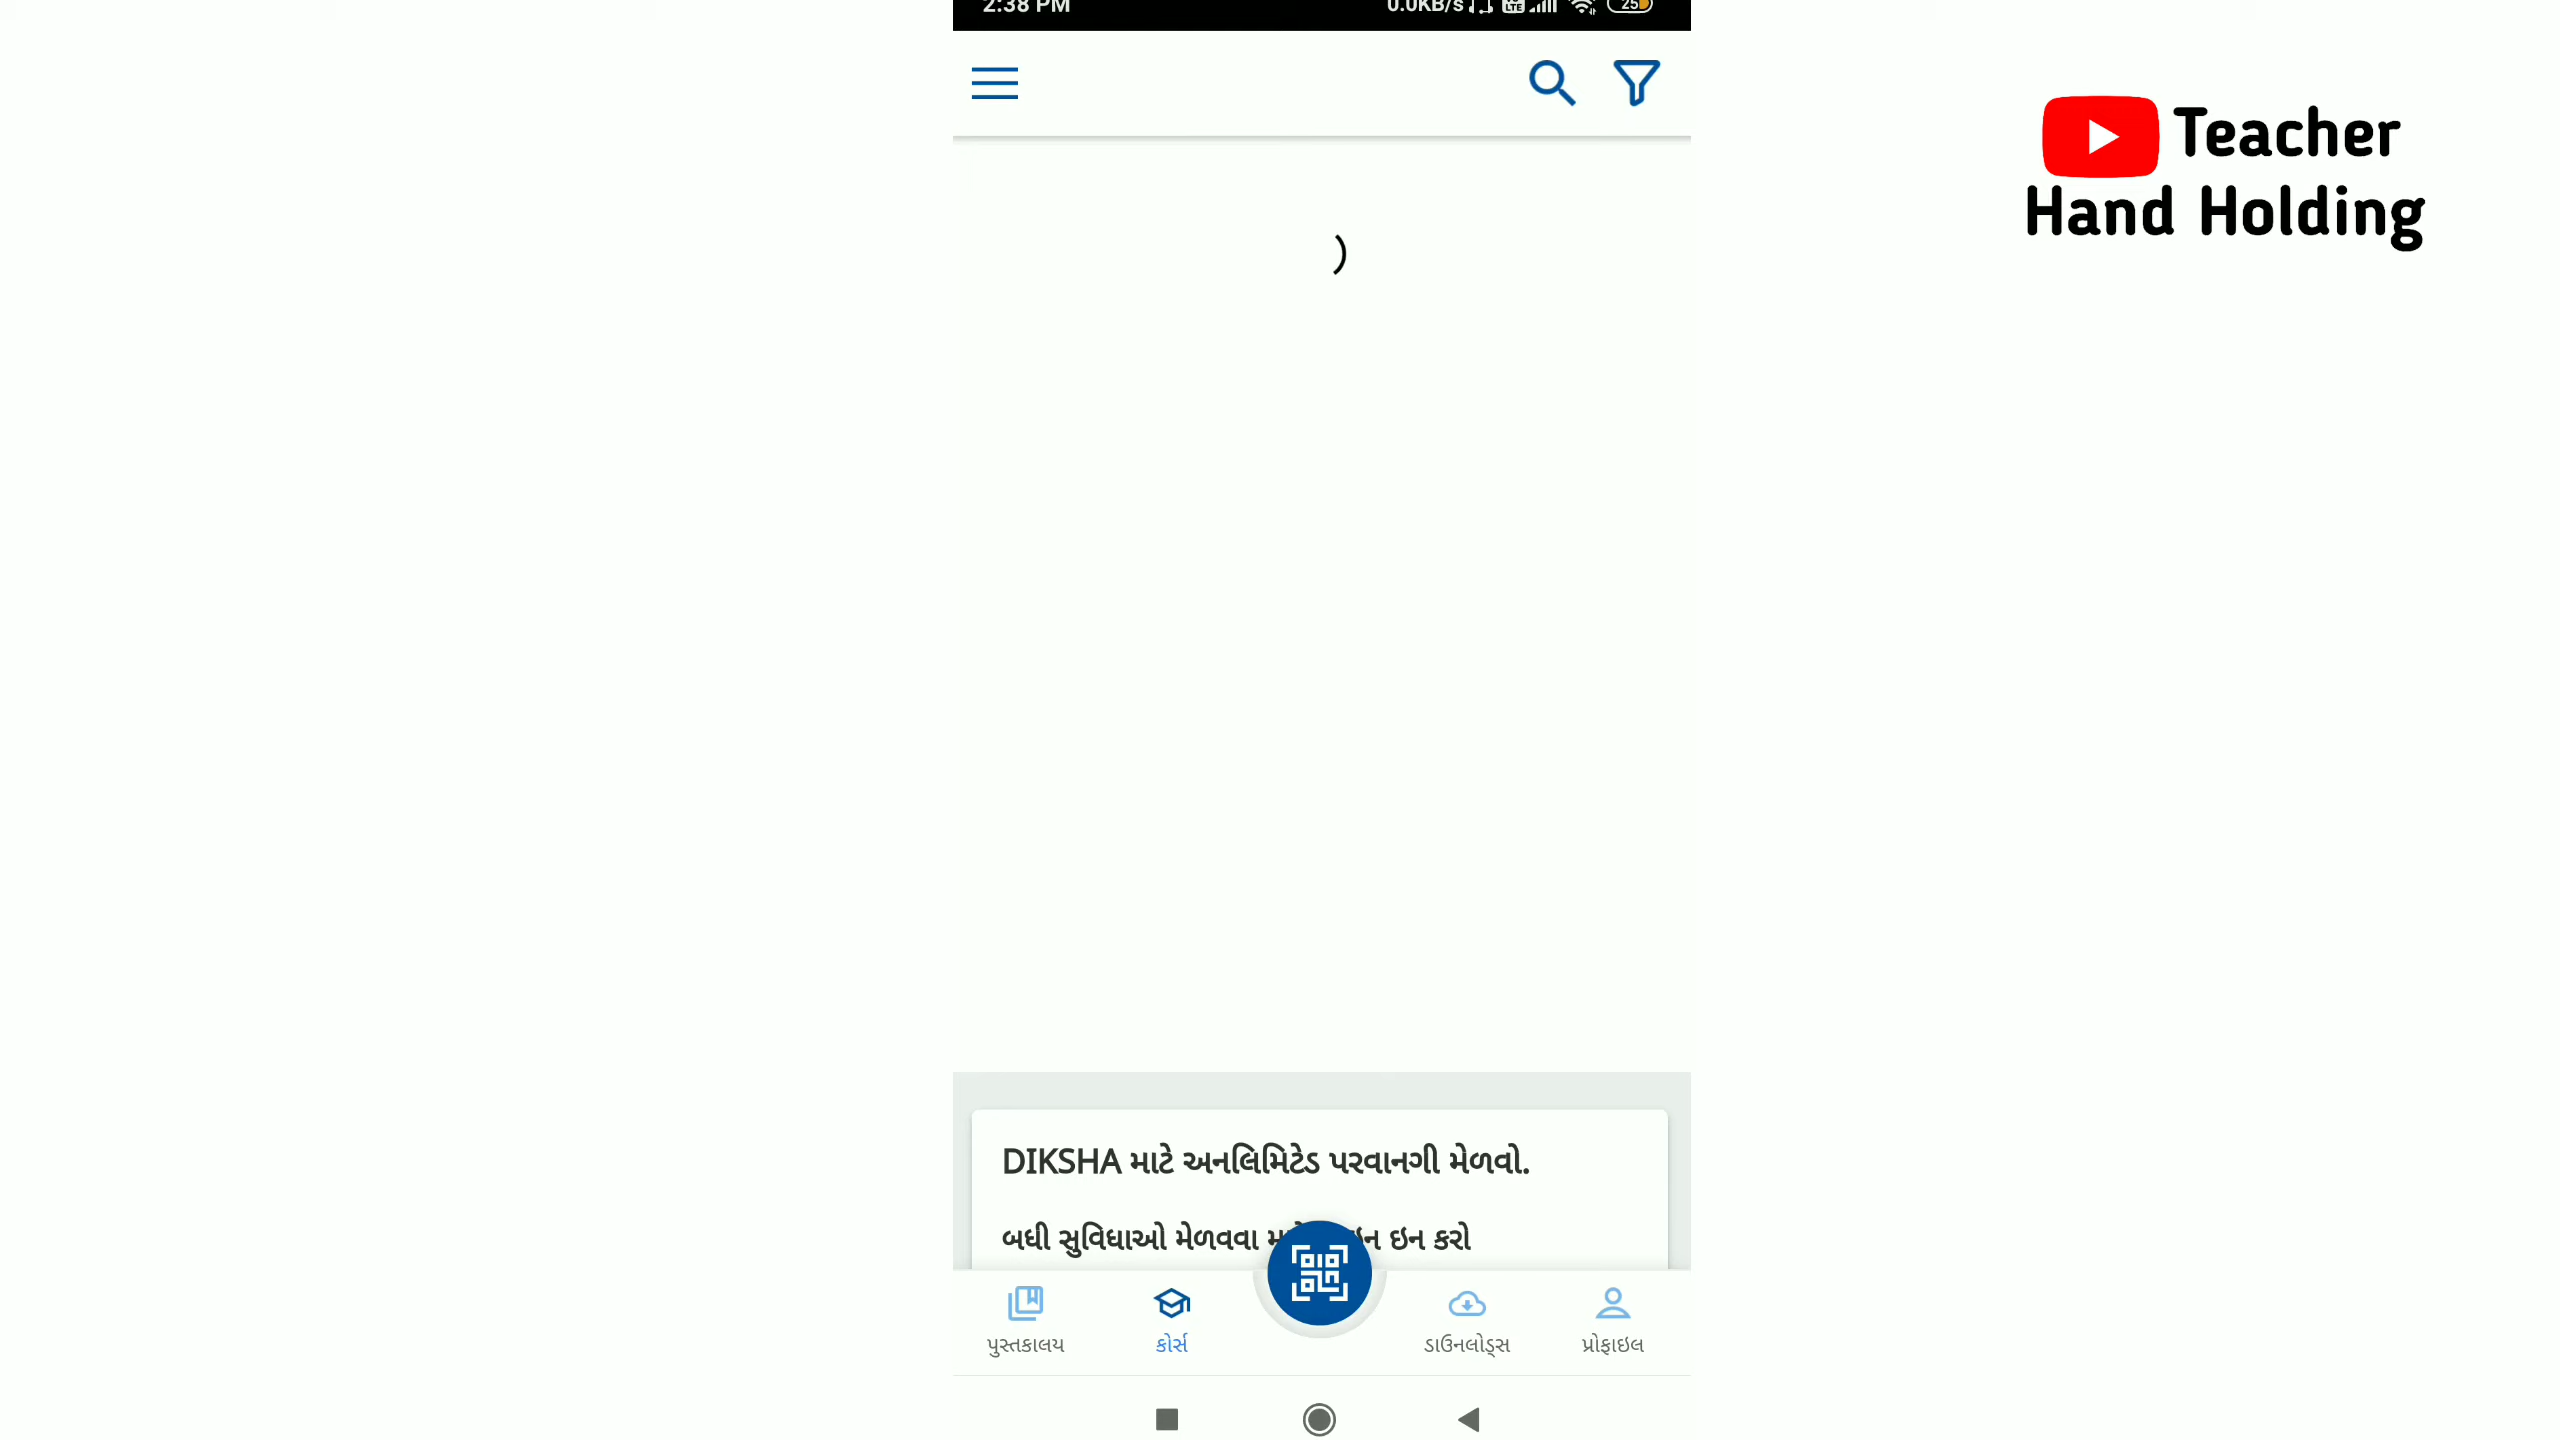 2:38 PM 0.0KB/s 25
Teacher
Hand Holding
DIKSHA માટે અનલિમિટેડ પરવાનગી મેળવો.
બધી સુવિધાઓ મેળવવા ઇન કરો
પુસ્તકાલય કોર્સ ડાઉનલોડ્સ પ્રોફાઇલ